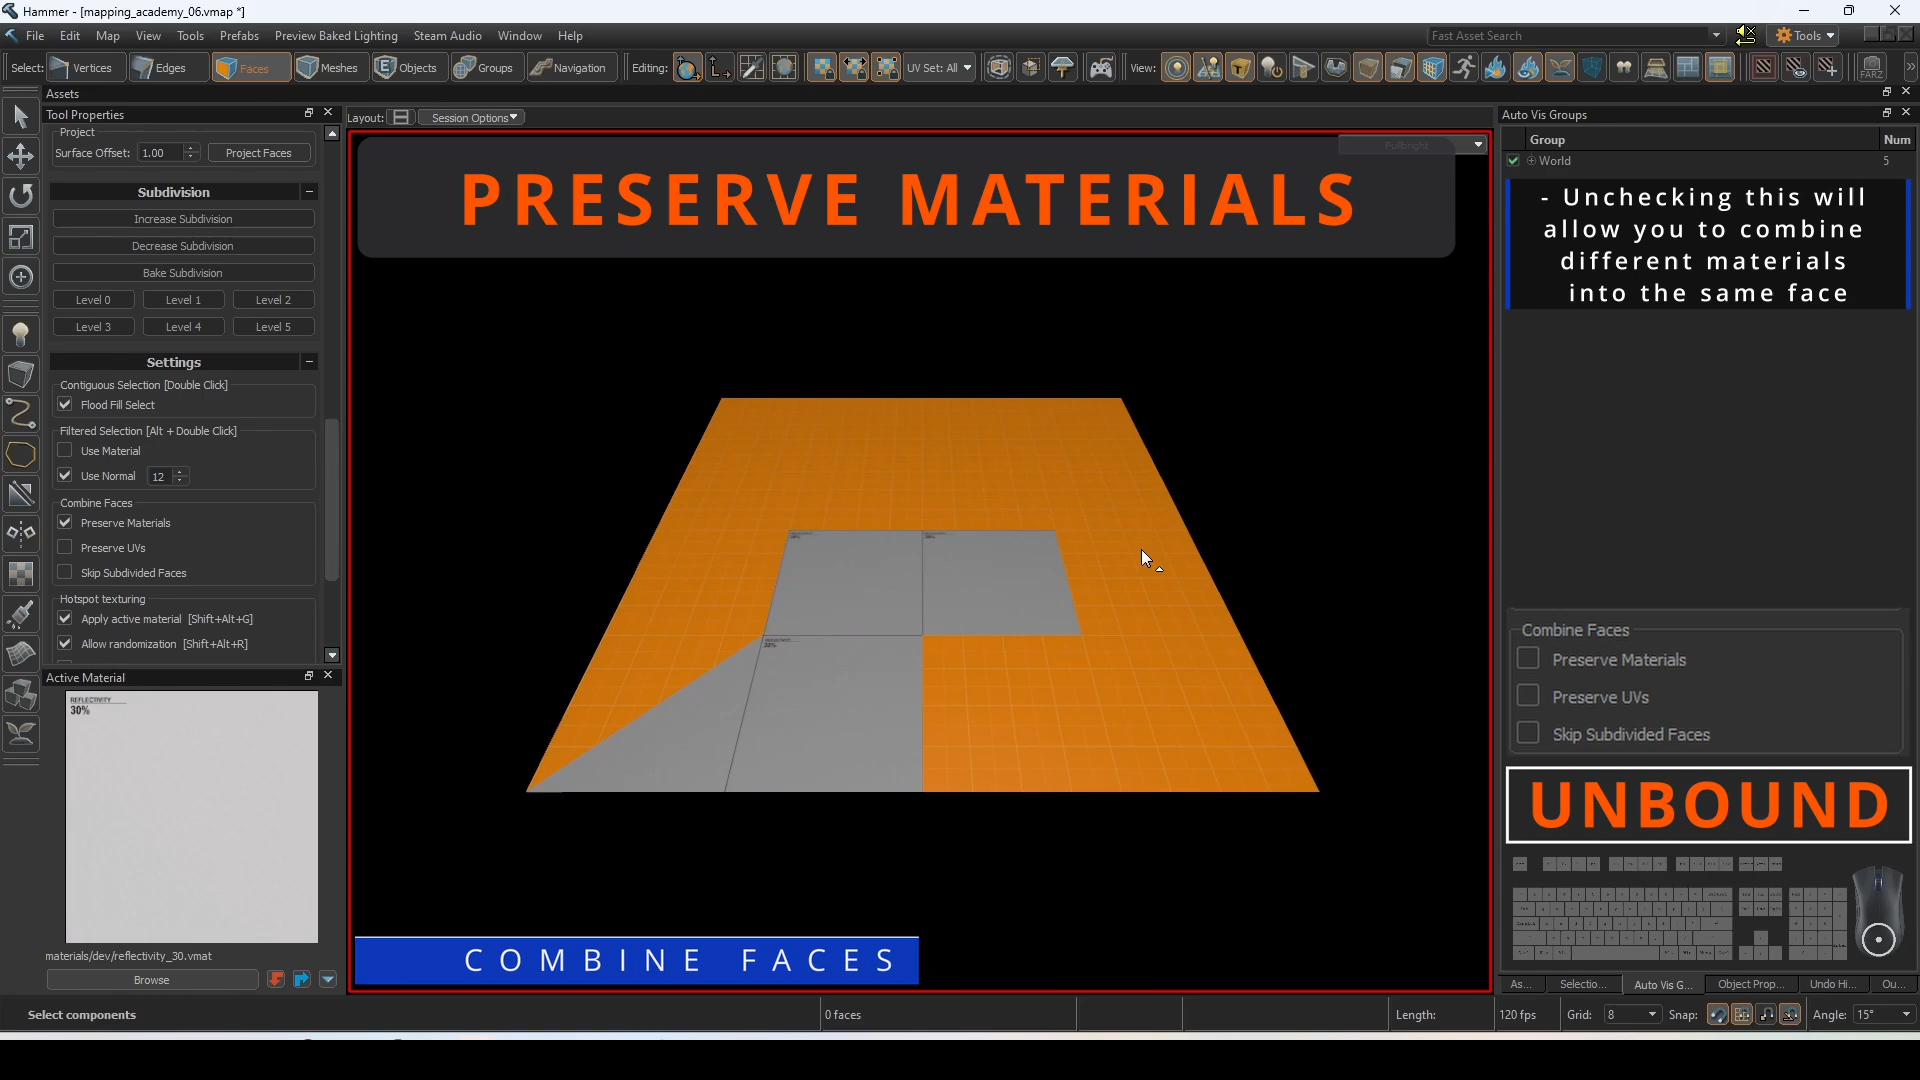 Hammer - [mapping_academy_06.vmap *]
File Edit Map View Tools Prefabs Preview Baked Lighting Steam Audio Window Help
Fast Asset Search
Tools
Select: Vertices Edges Faces Meshes Objects Groups Navigation Editing: UV Set: All View:
FARZ
Assets
Tool Properties
Layout: Session Options
Auto Vis Groups
Project
Surface Offset: 1.00 Project Faces
Fullbright
Group Num
World 5
PRESERVE MATERIALS
- Unchecking this will
allow you to combine
different materials
into the same face
Subdivision
Increase Subdivision
Decrease Subdivision
Bake Subdivision
Level 0 Level 1 Level 2
Level 3 Level 4 Level 5
Settings
Contiguous Selection [Double Click]
Flood Fill Select
Filtered Selection [Alt + Double Click]
Use Material
Use Normal 12
Combine Faces
Preserve Materials
Preserve UVs
Skip Subdivided Faces
Hotspot texturing
Apply active material [Shift+Alt+G]
Allow randomization [Shift+Alt+R]
Active Material
REFLECTIVITY
30%
materials/dev/reflectivity_30.vmat
Browse
Combine Faces
Preserve Materials
Preserve UVs
Skip Subdivided Faces
UNBOUND
COMBINE FACES
As... Selectio... Auto Vis G... Object Prop... Undo Hi... Ou...
Select components
0 faces
Length:
120 fps
Grid: 8
Snap:
Angle: 15°